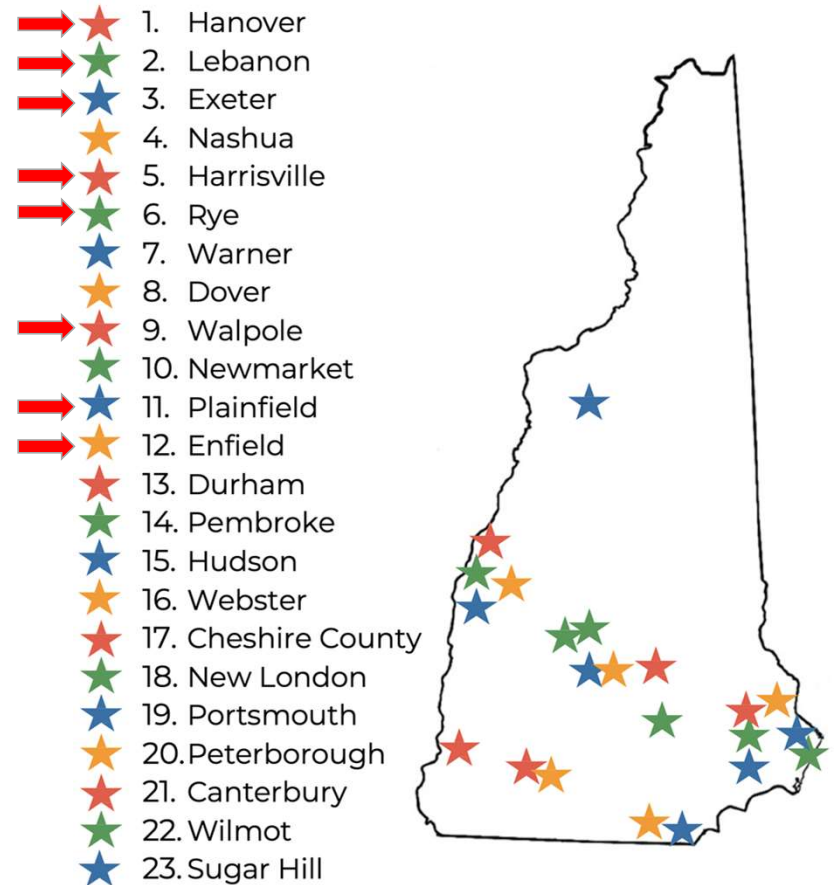 1. Hanover
2. Lebanon
3. Exeter
4. Nashua
5. Harrisville
6. Rye
7. Warner
8. Dover
9. Walpole
10. Newmarket
11. Plainfield
12. Enfield
13. Durham
14. Pembroke
15. Hudson
16. Webster
17. Cheshire County
18. New London
19. Portsmouth
20. Peterborough
21. Canterbury
22. Wilmot
23. Sugar Hill